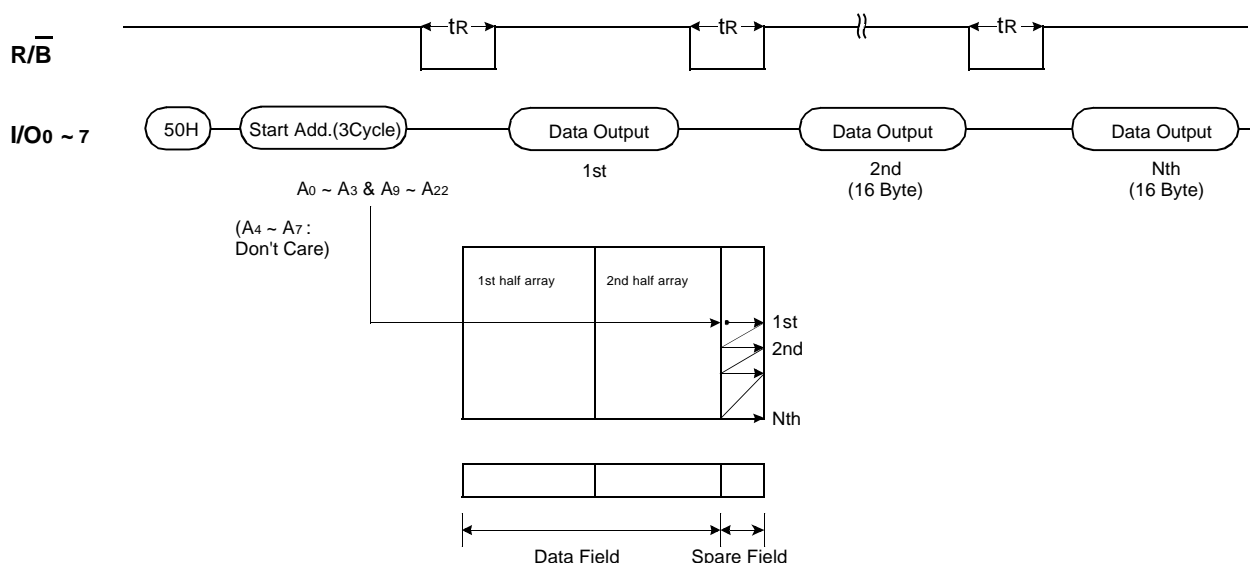 tR tR tR
R/B
I/O0 ~ 7 50H Start Add.(3Cycle) Data Output Data Output Data Output
1st 2nd Nth
(16 Byte) (16 Byte)
A0 ~ A3 & A9 ~ A22
(A4 ~ A7 :
Don't Care)
1st half array 2nd half array
1st
2nd
Nth
Data Field Spare Field